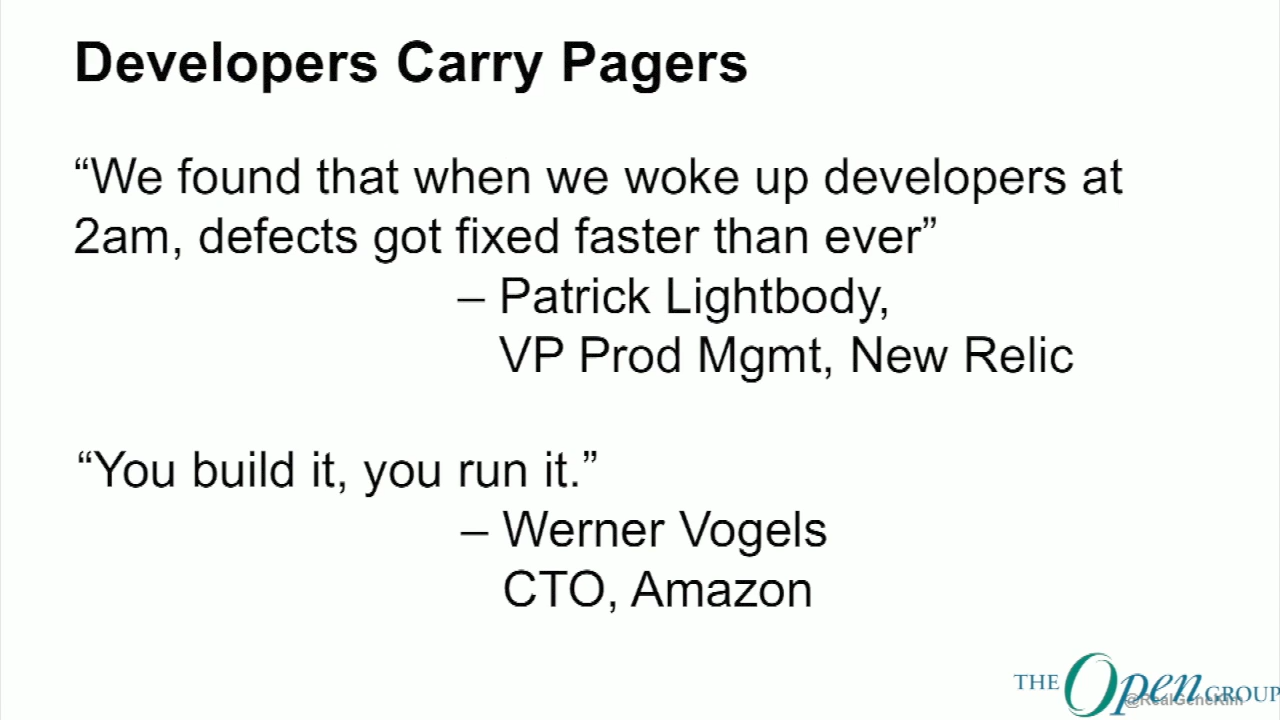 Developers Carry Pagers
“We found that when we woke up developers at
2am, defects got fixed faster than ever”
– Patrick Lightbody,
VP Prod Mgmt, New Relic
“You build it, you run it.”
– Werner Vogels
CTO, Amazon
THE Open GROUP
@RealGeneKim